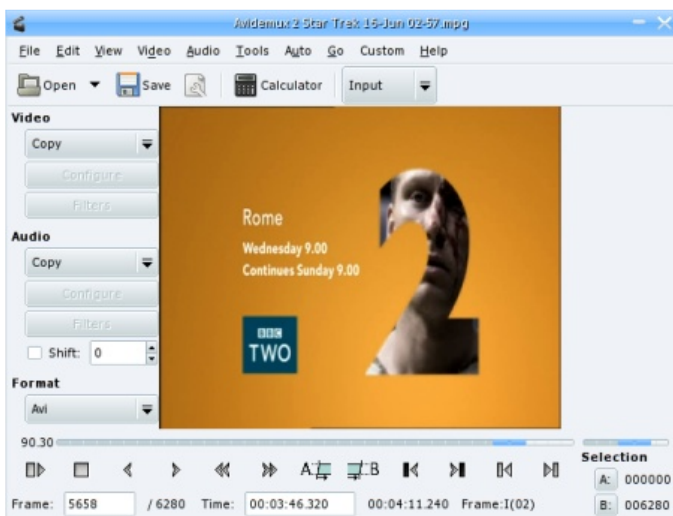 Avidemux 2 Star Trek 16-Jun 02-57.mpg
File Edit View Video Audio Tools Auto Go Custom Help
Open Save Calculator Input
Video
Copy
Configure
Filters
Rome
Wednesday 9.00
Continues Sunday 9.00
BBC
TWO
Audio
Copy
Configure
Filters
Shift: 0
Format
Avi
90.30
A: :B
Selection
A: 000000
Frame: 5658 / 6280 Time: 00:03:46.320 00:04:11.240 Frame:I(02)
B: 006280